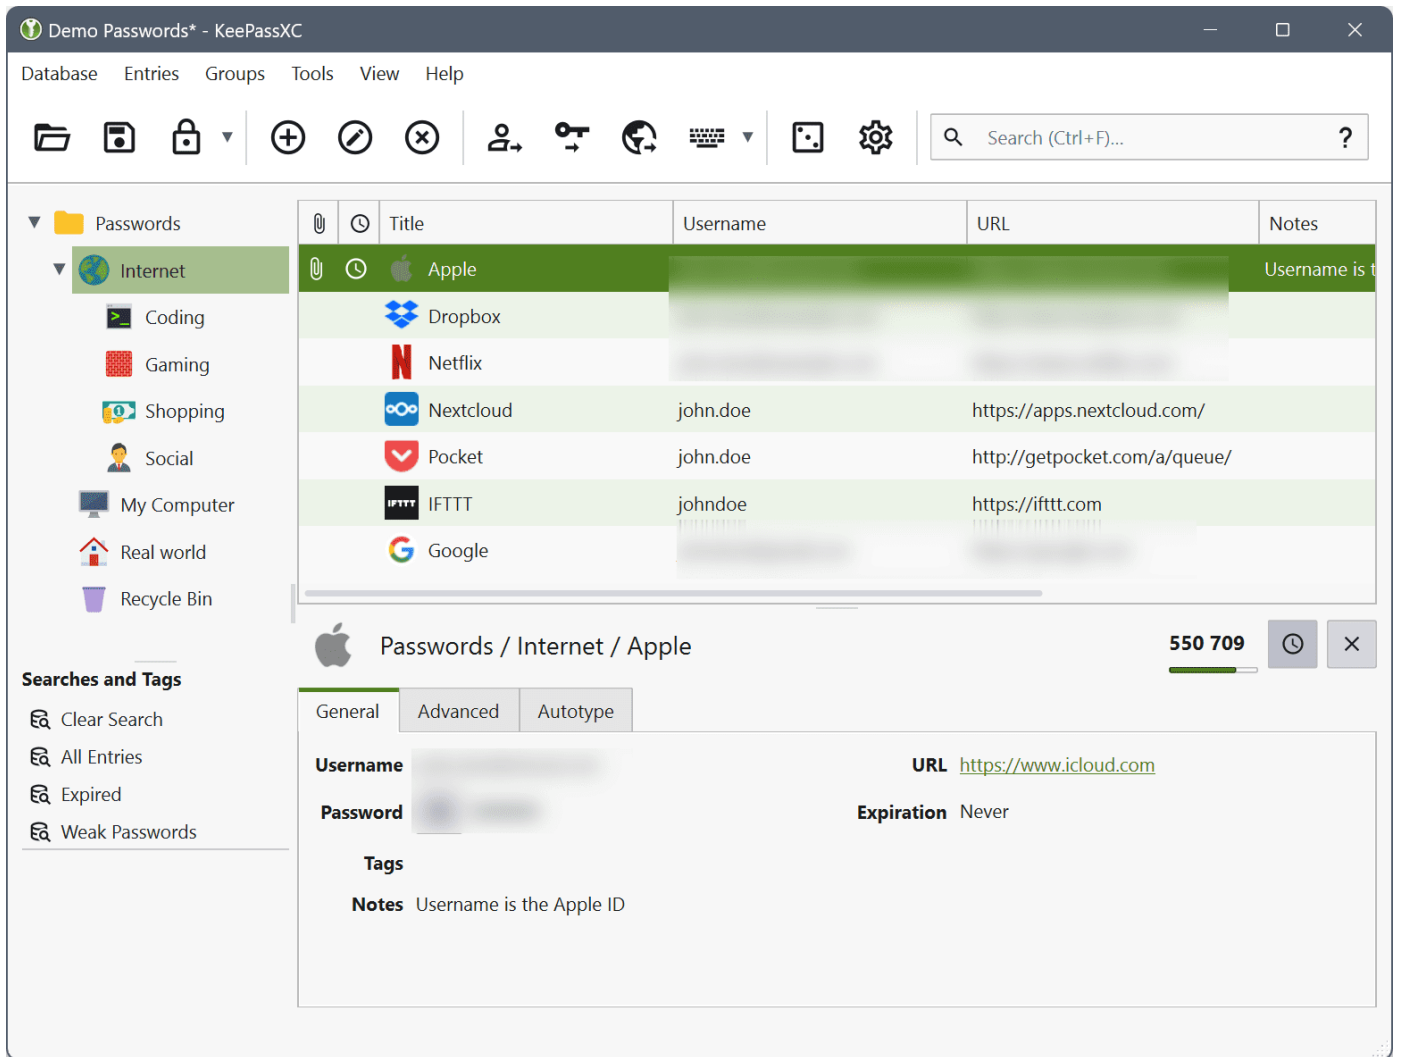 Demo Passwords* - KeePassXC
Database Entries Groups Tools View Help
Search (Ctrl+F)... ?
Passwords
Internet
Coding
Gaming
Shopping
Social
My Computer
Real world
Recycle Bin
Searches and Tags
Clear Search
All Entries
Expired
Weak Passwords
Title Username URL Notes
Apple Username is t
Dropbox
Netflix
Nextcloud john.doe https://apps.nextcloud.com/
Pocket john.doe http://getpocket.com/a/queue/
IFTTT IFTTT johndoe https://ifttt.com
Google
Passwords / Internet / Apple 550 709
General Advanced Autotype
Username URL https://www.icloud.com
Password Expiration Never
Tags
Notes Username is the Apple ID